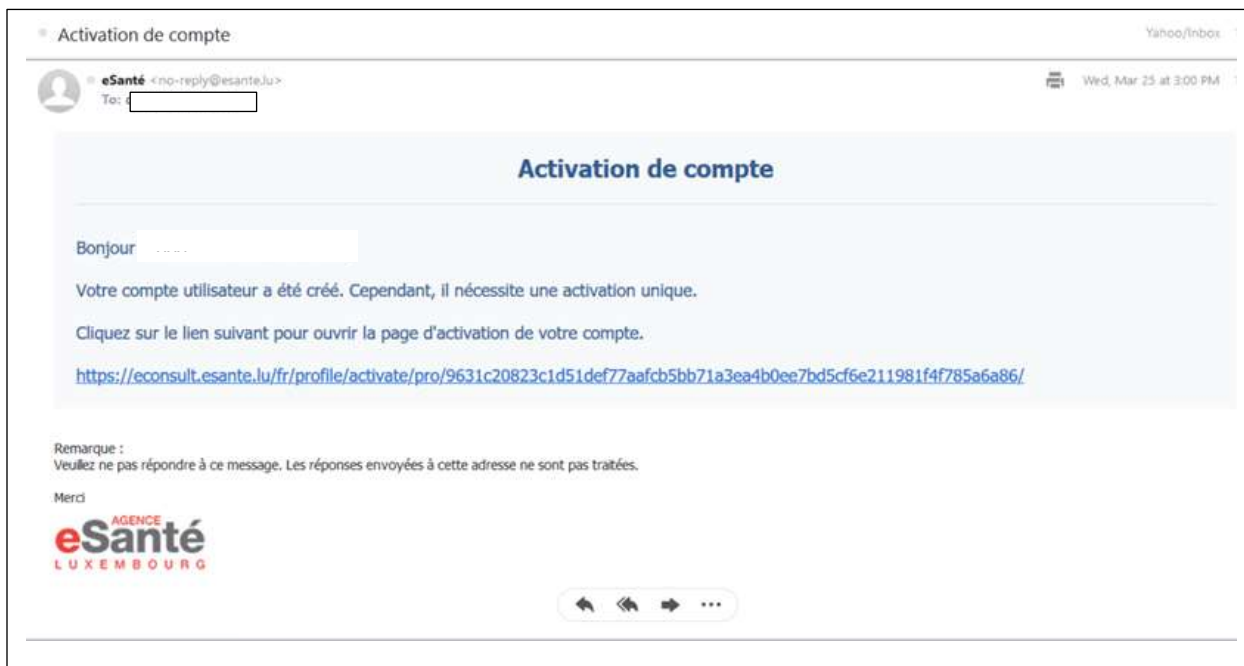 Activation de compte
Yahoo/Inbox
eSanté <no-reply@esante.lu>
Wed, Mar 25 at 3:00 PM
To:
Activation de compte
Bonjour
Votre compte utilisateur a été créé. Cependant, il nécessite une activation unique.
Cliquez sur le lien suivant pour ouvrir la page d'activation de votre compte.
https://econsult.esante.lu/fr/profile/activate/pro/9631c20823c1d51def77aafcb5bb71a3ea4b0ee7bd5cf6e211981f4f785a6a86/
Remarque :
Veuillez ne pas répondre à ce message. Les réponses envoyées à cette adresse ne sont pas traitées.
Merci
AGENCE
eSanté
LUXEMBOURG